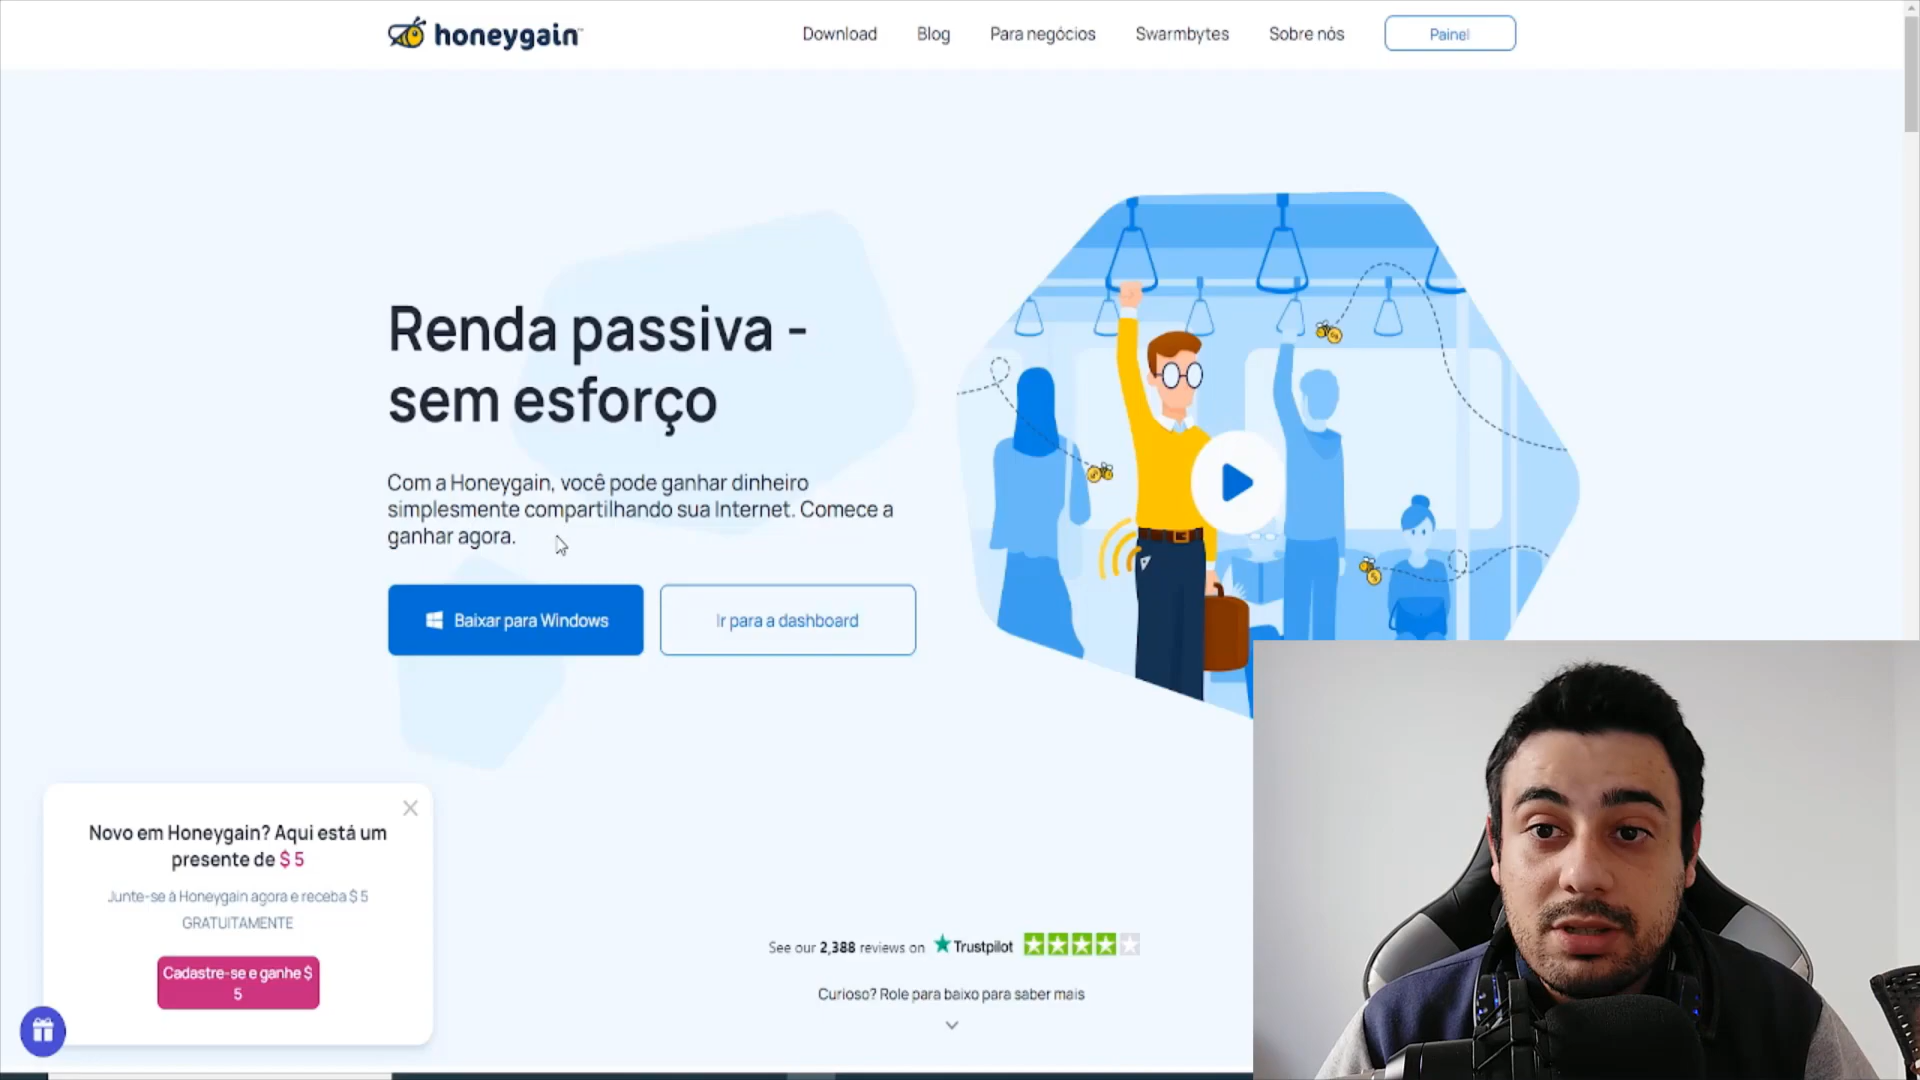 honeygain
Download
Blog
Para negócios
Swarmbytes
Sobre nós
Painel
Renda passiva -
sem esforço
Com a Honeygain, você pode ganhar dinheiro
simplesmente compartilhando sua Internet. Comece a
ganhar agora.
Baixar para Windows
Ir para a dashboard
Novo em Honeygain? Aqui está um
presente de $ 5
Junte-se à Honeygain agora e receba $ 5
GRATUITAMENTE
Cadastre-se e ganhe $
5
See our 2,388 reviews on Trustpilot
Curioso? Role para baixo para saber mais